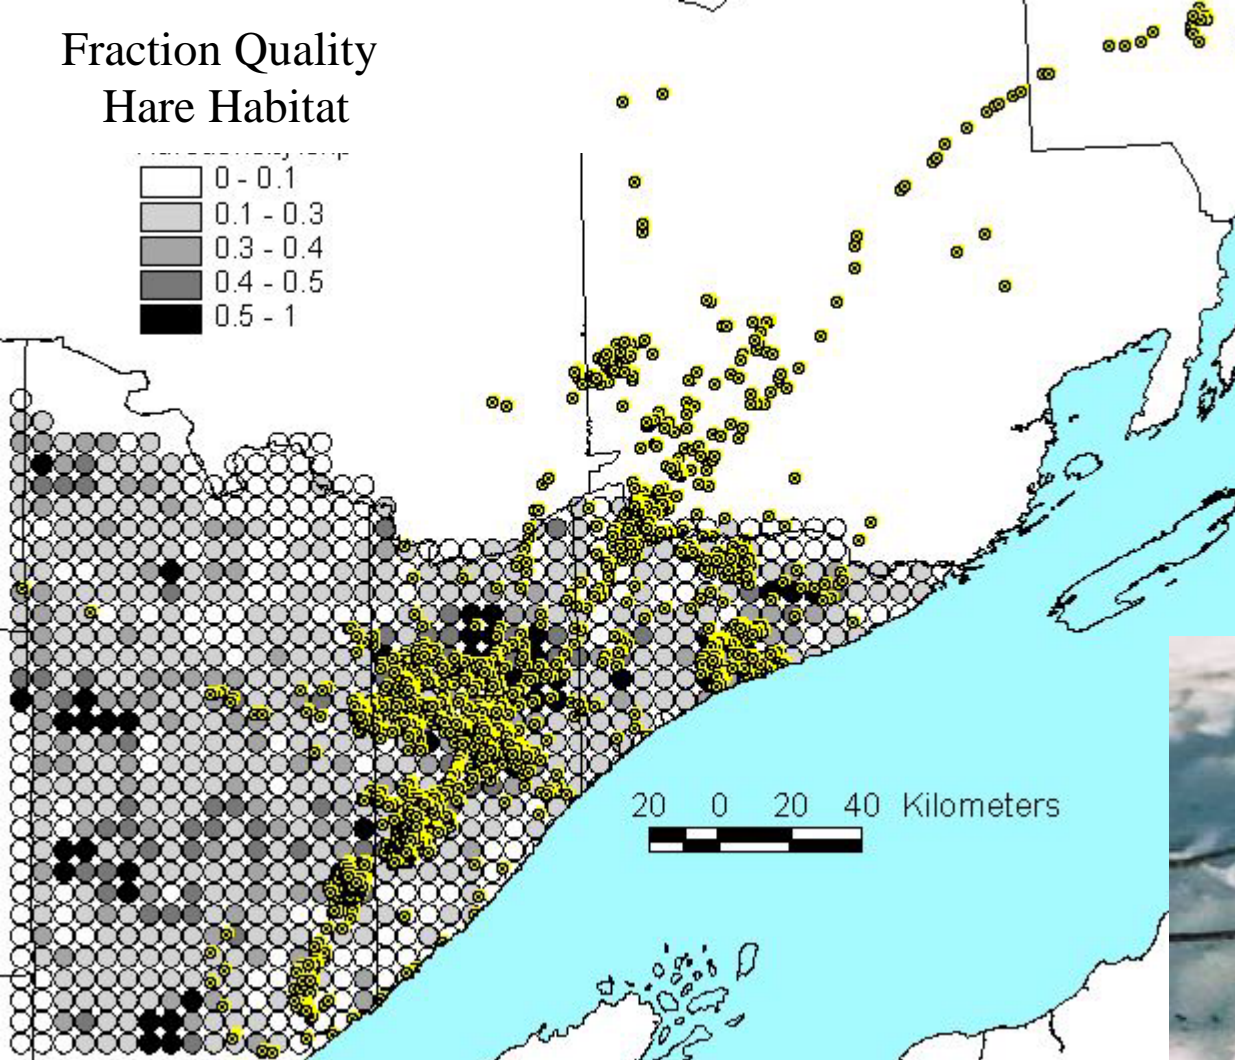 Fraction Quality
Hare Habitat
0 - 0.1
0.1 - 0.3
0.3 - 0.4
0.4 - 0.5
0.5 - 1
20 0 20 40 Kilometers